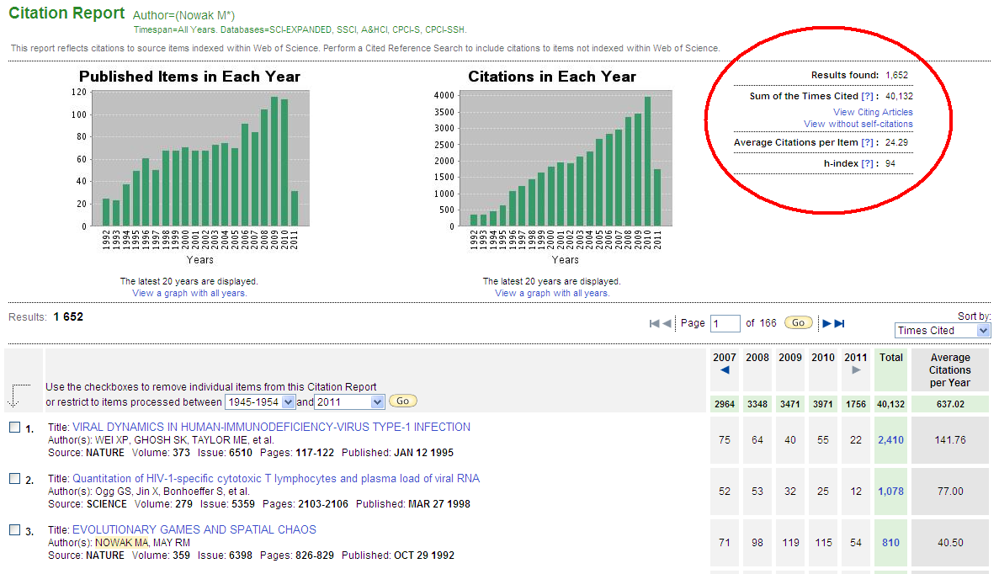 Citation Report Author=(Nowak M*)
Timespan=All Years. Databases=SCI-EXPANDED, SSCI, A&HCI, CPCI-S, CPCI-SSH.
This report reflects citations to source items indexed within Web of Science. Perform a Cited Reference Search to include citations to items not indexed within Web of Science.
Published Items in Each Year
120
100
80
60
40
20
0
1992 1993 1994 1995 1996 1997 1998 1999 2000 2001 2002 2003 2004 2005 2006 2007 2008 2009 2010 2011
Years
The latest 20 years are displayed.
View a graph with all years.
Citations in Each Year
4000
3500
3000
2500
2000
1500
1000
500
0
1992 1993 1994 1995 1996 1997 1998 1999 2000 2001 2002 2003 2004 2005 2006 2007 2008 2009 2010 2011
Years
The latest 20 years are displayed.
View a graph with all years.
Results found: 1,652
Sum of the Times Cited [?] : 40,132
View Citing Articles
View without self-citations
Average Citations per Item [?] : 24.29
h-index [?] : 94
Results: 1 652
Page 1 of 166 Go
Sort by:
Times Cited
Use the checkboxes to remove individual items from this Citation Report
or restrict to items processed between 1945-1954 and 2011 Go
2007 2008 2009 2010 2011 Total Average Citations per Year
2964 3348 3471 3971 1756 40,132 637.02
1. Title: VIRAL DYNAMICS IN HUMAN-IMMUNODEFICIENCY-VIRUS TYPE-1 INFECTION
Author(s): WEI XP, GHOSH SK, TAYLOR ME, et al.
Source: NATURE Volume: 373 Issue: 6510 Pages: 117-122 Published: JAN 12 1995
75 64 40 55 22 2,410 141.76
2. Title: Quantitation of HIV-1-specific cytotoxic T lymphocytes and plasma load of viral RNA
Author(s): Ogg GS, Jin X, Bonhoeffer S, et al.
Source: SCIENCE Volume: 279 Issue: 5359 Pages: 2103-2106 Published: MAR 27 1998
52 53 32 25 12 1,078 77.00
3. Title: EVOLUTIONARY GAMES AND SPATIAL CHAOS
Author(s): NOWAK MA, MAY RM
Source: NATURE Volume: 359 Issue: 6398 Pages: 826-829 Published: OCT 29 1992
71 98 119 115 54 810 40.50